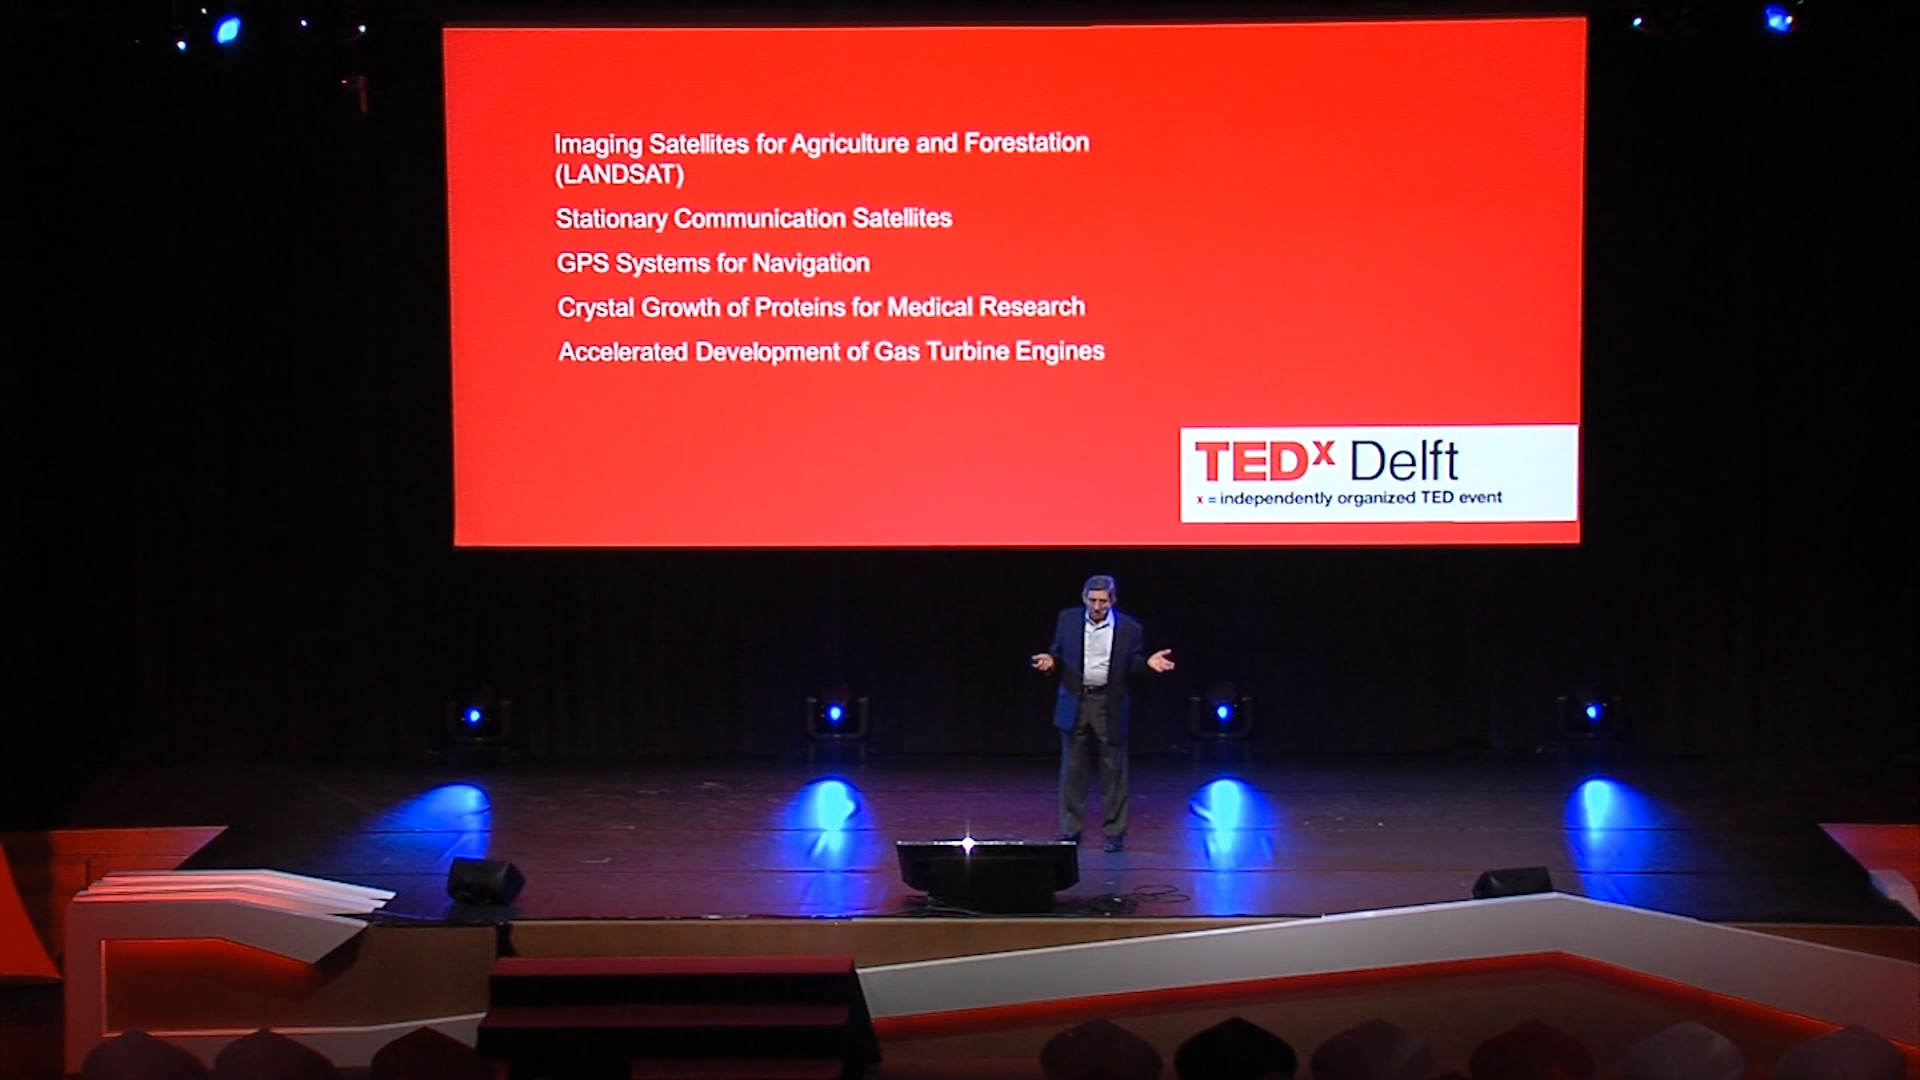 Imaging Satellites for Agriculture and Forestation
(LANDSAT)
Stationary Communication Satellites
GPS Systems for Navigation
Crystal Growth of Proteins for Medical Research
Accelerated Development of Gas Turbine Engines
TEDx Delft
x = independently organized TED event